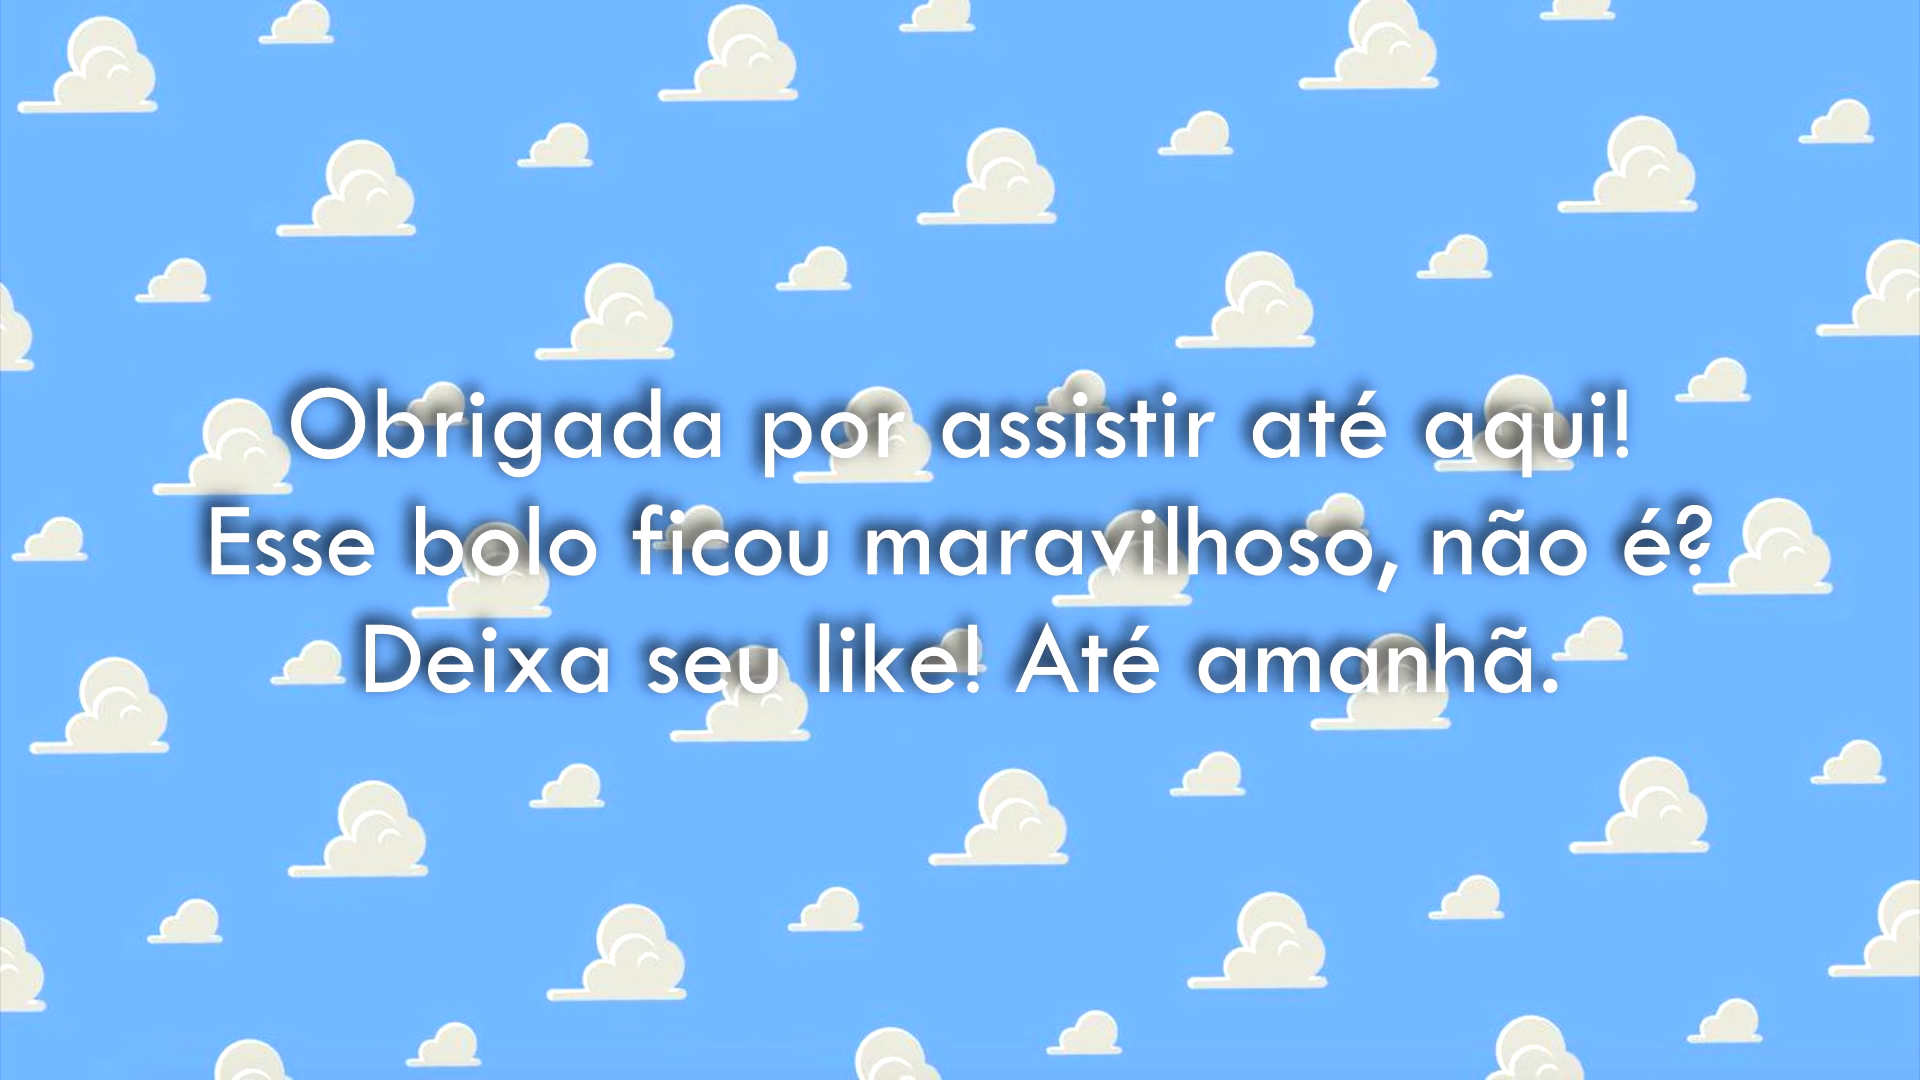 Obrigada por assistir até aqui!
Esse bolo ficou maravilhoso, não é?
Deixa seu like! Até amanhã.